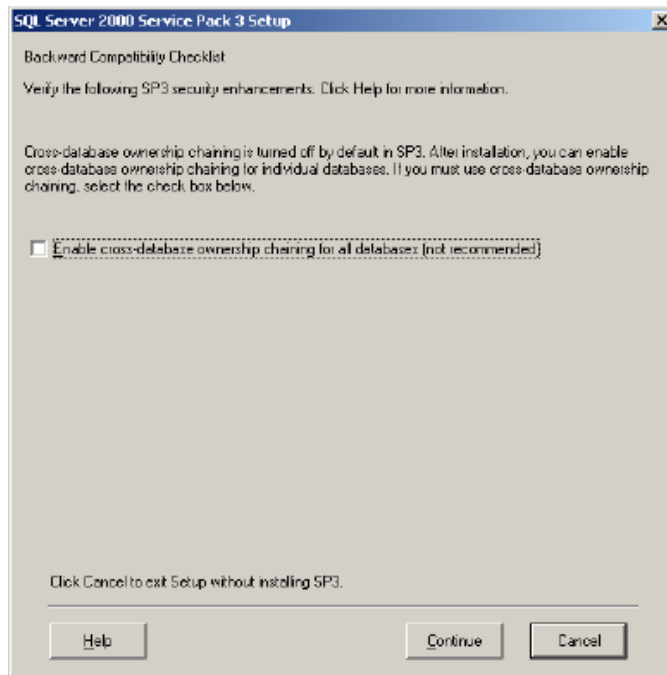 SQL Server 2000 Service Pack 3 Setup
Backward Compatibility Checklist
Verify the following SP3 security enhancements. Click Help for more information.
Cross-database ownership chaining is turned off by default in SP3. After installation, you can enable
cross-database ownership chaining for individual databases. If you must use cross-database ownership
chaining, select the check box below.
Enable cross-database ownership chaining for all databases (not recommended)
Click Cancel to exit Setup without installing SP3.
Help
Continue
Cancel